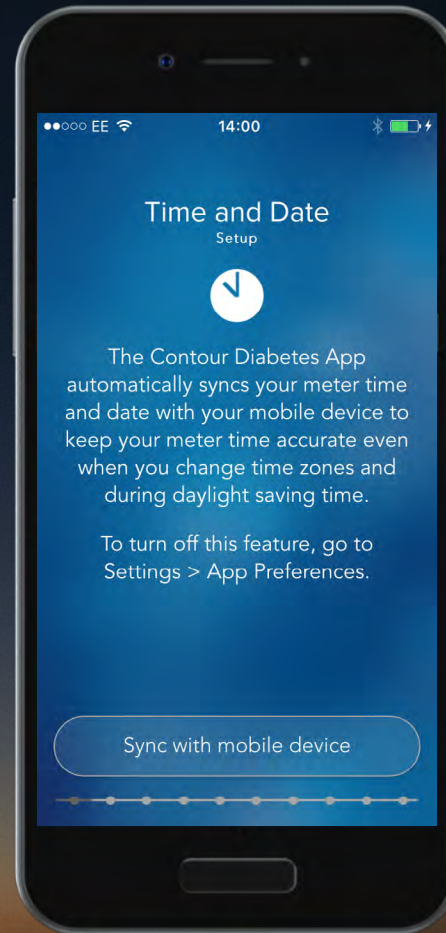 EE 14:00
Time and Date
Setup
The Contour Diabetes App
automatically syncs your meter time
and date with your mobile device to
keep your meter time accurate even
when you change time zones and
during daylight saving time.
To turn off this feature, go to
Settings > App Preferences.
Sync with mobile device